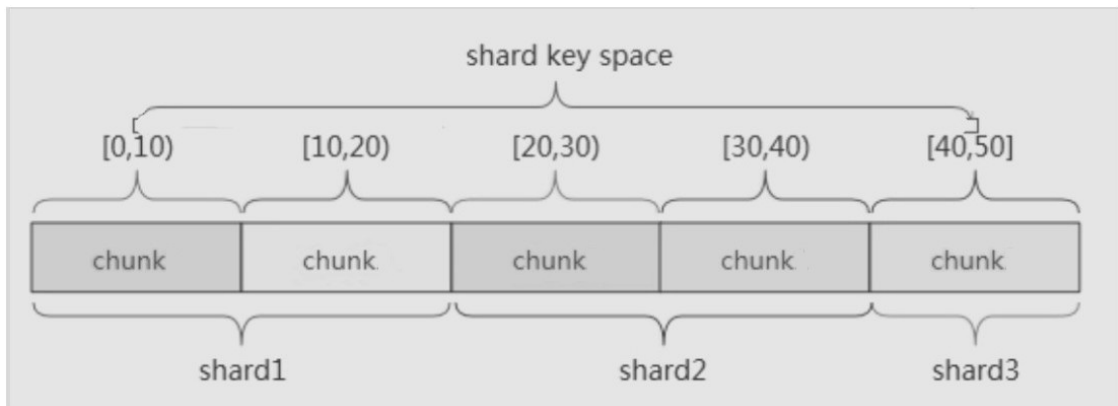 shard key space
[0,10) [10,20) [20,30) [30,40) [40,50]
chunk chunk chunk chunk chunk
shard1 shard2 shard3